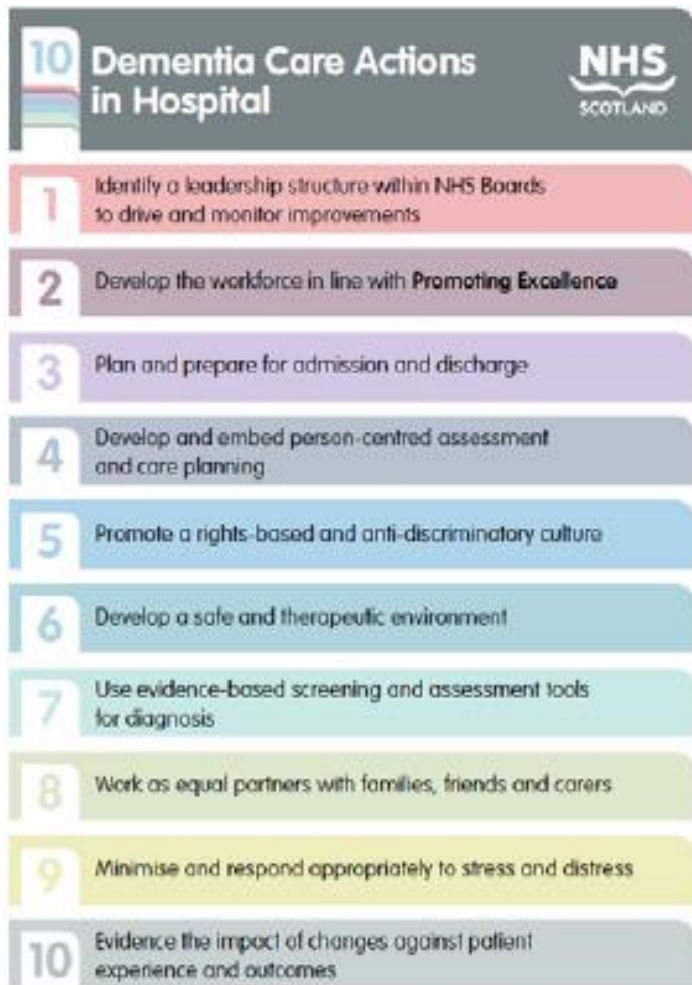 10 Dementia Care Actions
in Hospital
NHS
SCOTLAND
1 Identify a leadership structure within NHS Boards
to drive and monitor improvements
2 Develop the workforce in line with Promoting Excellence
3 Plan and prepare for admission and discharge
4 Develop and embed person-centred assessment
and care planning
5 Promote a rights-based and anti-discriminatory culture
6 Develop a safe and therapeutic environment
7 Use evidence-based screening and assessment tools
for diagnosis
8 Work as equal partners with families, friends and carers
9 Minimise and respond appropriately to stress and distress
10 Evidence the impact of changes against patient
experience and outcomes